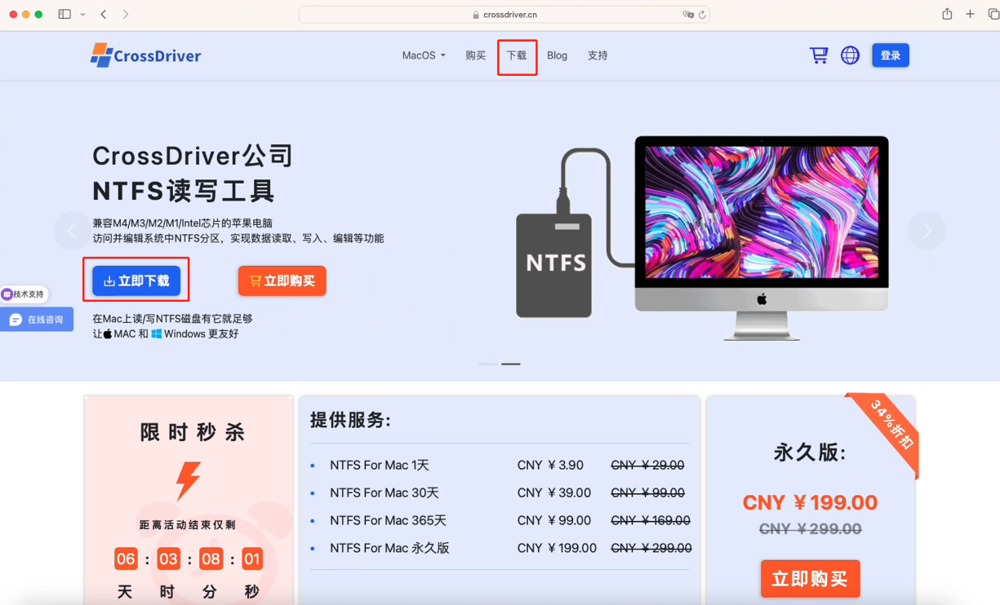 crossdriver.cn
CrossDriver
MacOS
购买
下载
Blog
支持
登录
CrossDriver公司
NTFS读写工具
兼容M4/M3/M2/M1/Intel芯片的苹果电脑
访问并编辑系统中NTFS分区，实现数据读取、写入、编辑等功能
立即下载
立即购买
在Mac上读/写NTFS磁盘有它就足够
让 MAC 和 Windows 更友好
技术支持
在线咨询
NTFS
限时秒杀
距离活动结束仅剩
06 : 03 : 08 : 01
天 时 分 秒
提供服务:
NTFS For Mac 1天 CNY ￥3.90 CNY ￥29.00
NTFS For Mac 30天 CNY ￥39.00 CNY ￥99.00
NTFS For Mac 365天 CNY ￥99.00 CNY ￥169.00
NTFS For Mac 永久版 CNY ￥199.00 CNY ￥299.00
34%折扣
永久版:
CNY ￥199.00
CNY ￥299.00
立即购买